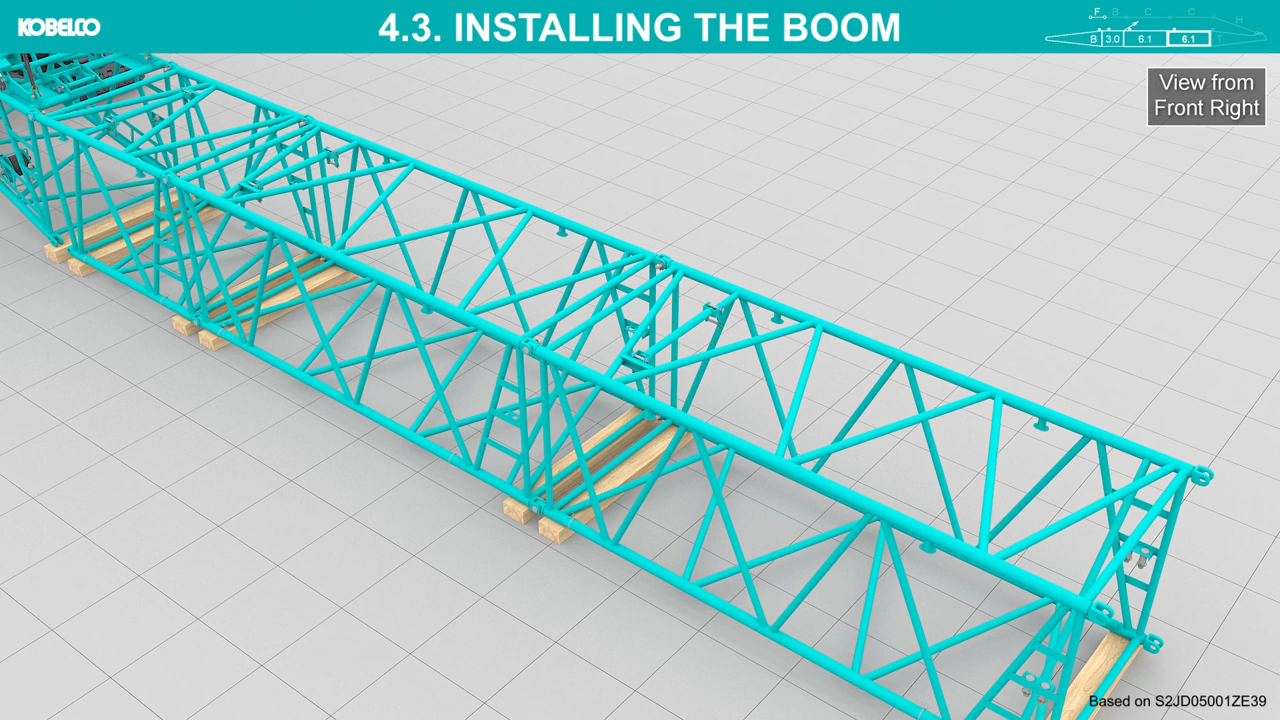 KOBELCO
4.3. INSTALLING THE BOOM
F B C C H
B 3.0 6.1 6.1 T
View from
Front Right
Based on S2JD05001ZE39